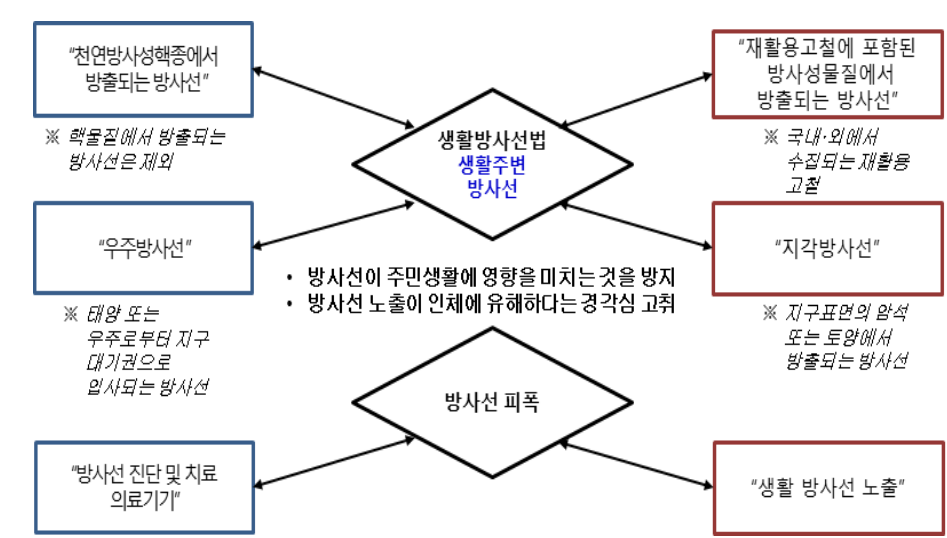 "천연방사성핵종에서
방출되는 방사선"
※ 핵물질에서 방출되는
방사선은 제외
"재활용고철에 포함된
방사성물질에서
방출되는 방사선"
※ 국내·외에서
수집되는 재활용
고철
생활방사선법
생활주변
방사선
"우주방사선"
※ 태양 또는
우주로부터 지구
대기권으로
입사되는 방사선
"지각방사선"
※ 지구표면의 암석
또는 토양에서
방출되는 방사선
• 방사선이 주민생활에 영향을 미치는 것을 방지
• 방사선 노출이 인체에 유해하다는 경각심 고취
방사선 피폭
"방사선 진단 및 치료
의료기기"
"생활 방사선 노출"